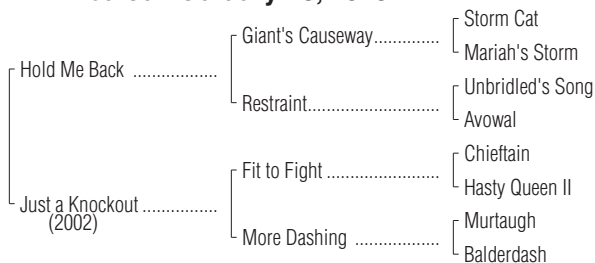 Storm Cat
Giant's Causeway..............
Mariah's Storm
Hold Me Back ..................
Unbridled's Song
Restraint............................
Avowal
Chieftain
Fit to Fight ........................
Hasty Queen II
Just a Knockout ................
(2002)
Murtaugh
More Dashing ..................
Balderdash